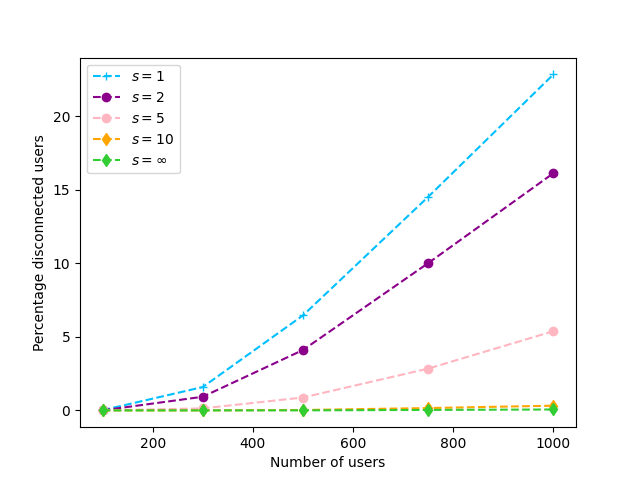 s = 1
s = 2
s = 5
s = 10
s = ∞
20
15
10
5
0
Percentage disconnected users
200 400 600 800 1000
Number of users